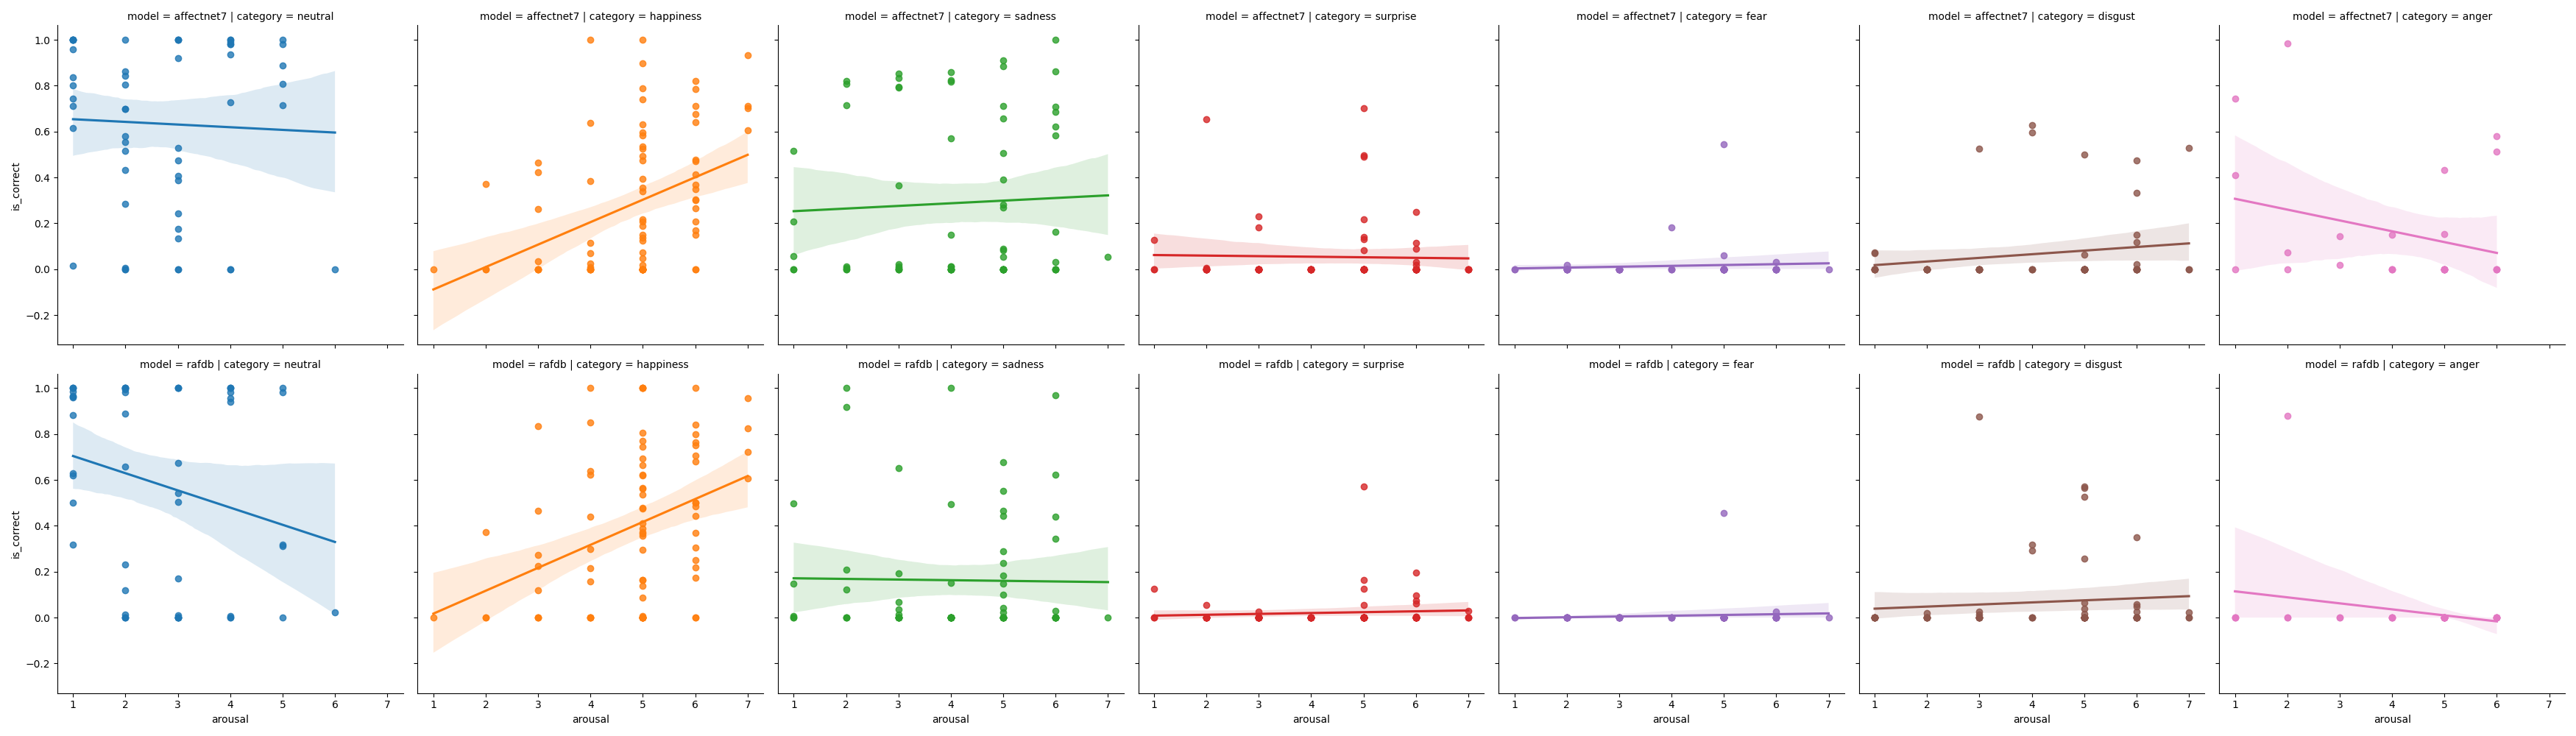 model = affectnet7 | category = neutral
model = affectnet7 | category = happiness
model = affectnet7 | category = sadness
model = affectnet7 | category = surprise
model = affectnet7 | category = fear
model = affectnet7 | category = disgust
model = affectnet7 | category = anger
1.0
0.8
0.6
0.4
0.2
0.0
−0.2
is_correct
model = rafdb | category = neutral
model = rafdb | category = happiness
model = rafdb | category = sadness
model = rafdb | category = surprise
model = rafdb | category = fear
model = rafdb | category = disgust
model = rafdb | category = anger
1.0
0.8
0.6
0.4
0.2
0.0
−0.2
is_correct
1 2 3 4 5 6 7
1 2 3 4 5 6 7
1 2 3 4 5 6 7
1 2 3 4 5 6 7
1 2 3 4 5 6 7
1 2 3 4 5 6 7
1 2 3 4 5 6 7
arousal
arousal
arousal
arousal
arousal
arousal
arousal